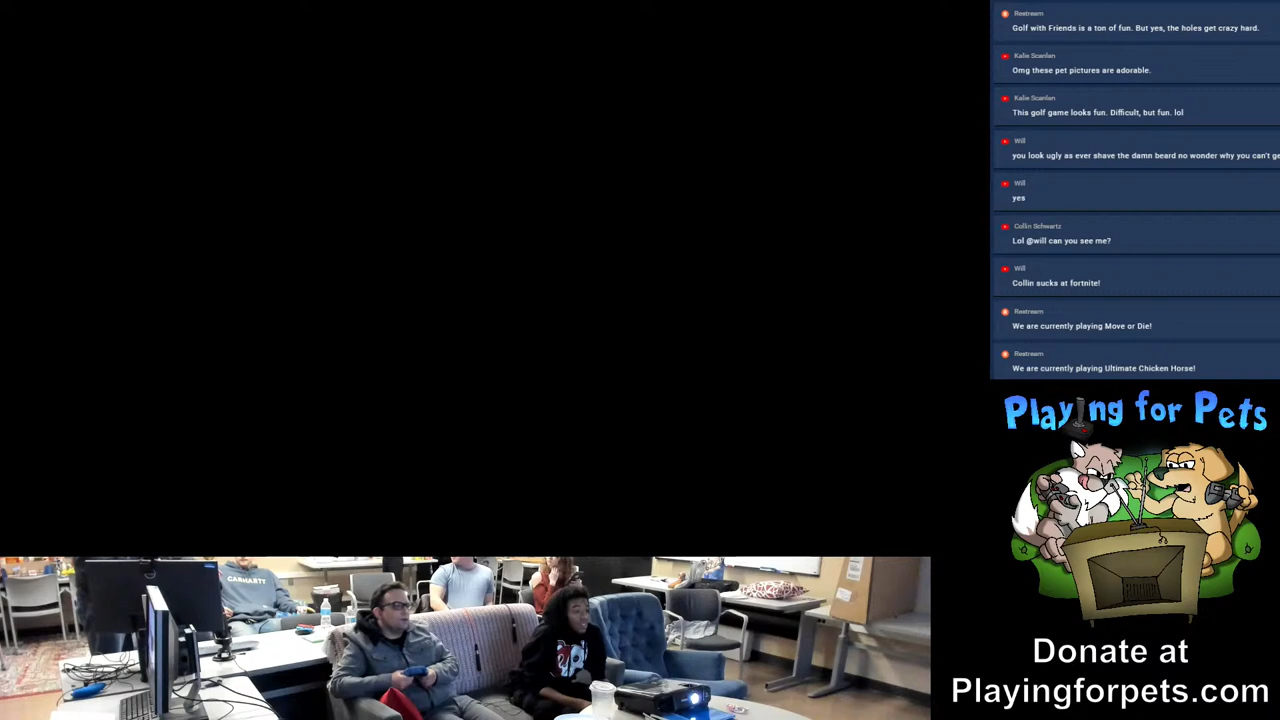 Restream
Golf with Friends is a ton of fun. But yes, the holes get crazy hard.
Kalie Scanlan
Omg these pet pictures are adorable.
Kalie Scanlan
This golf game looks fun. Difficult, but fun. lol
Will
you look ugly as ever shave the damn beard no wonder why you can't ge
Will
yes
Collin Schwartz
Lol @will can you see me?
Will
Collin sucks at fortnite!
Restream
We are currently playing Move or Die!
Restream
We are currently playing Ultimate Chicken Horse!
Playing for Pets
Donate at
Playingforpets.com
CARHARTT